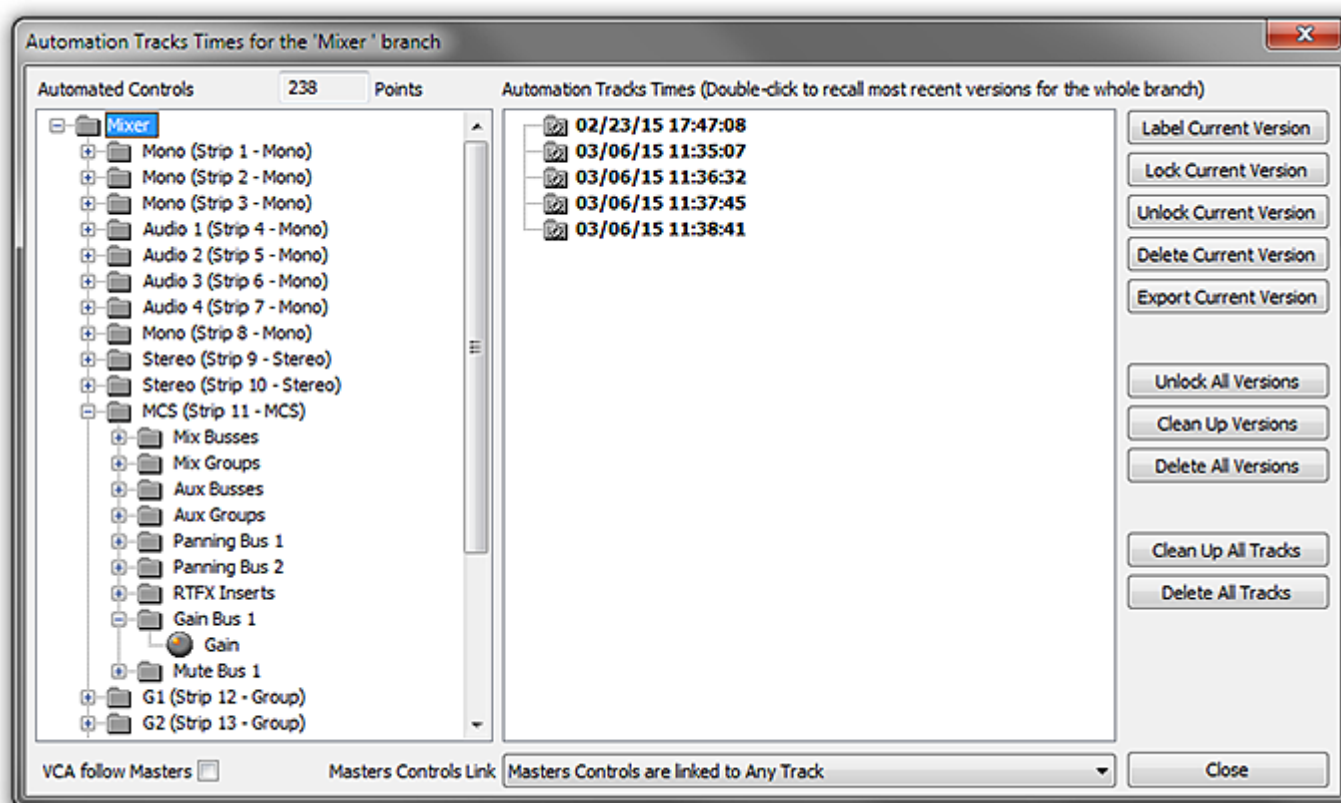 Automation Tracks Times for the 'Mixer ' branch
Automated Controls 238 Points
Automation Tracks Times (Double-click to recall most recent versions for the whole branch)
Mixer
Mono (Strip 1 - Mono)
Mono (Strip 2 - Mono)
Mono (Strip 3 - Mono)
Audio 1 (Strip 4 - Mono)
Audio 2 (Strip 5 - Mono)
Audio 3 (Strip 6 - Mono)
Audio 4 (Strip 7 - Mono)
Mono (Strip 8 - Mono)
Stereo (Strip 9 - Stereo)
Stereo (Strip 10 - Stereo)
MCS (Strip 11 - MCS)
Mix Busses
Mix Groups
Aux Busses
Aux Groups
Panning Bus 1
Panning Bus 2
RTFX Inserts
Gain Bus 1
Gain
Mute Bus 1
G1 (Strip 12 - Group)
G2 (Strip 13 - Group)
02/23/15 17:47:08
03/06/15 11:35:07
03/06/15 11:36:32
03/06/15 11:37:45
03/06/15 11:38:41
Label Current Version
Lock Current Version
Unlock Current Version
Delete Current Version
Export Current Version
Unlock All Versions
Clean Up Versions
Delete All Versions
Clean Up All Tracks
Delete All Tracks
VCA follow Masters
Masters Controls Link
Masters Controls are linked to Any Track
Close